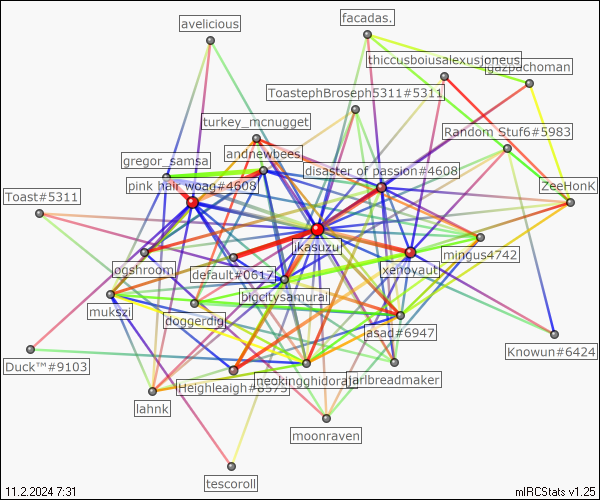 avelicious
facadas.
thiccusboiusalexusjoneus
gazpachoman
ToastephBroseph5311#5311
turkey_mcnugget
Random Stuf6#5983
gregor_samsa
andnewbees
disaster of passion#4608
pink hair woag#4608
ZeeHonK
Toast#5311
ikasuzu
mingus4742
ogshroom
default#0617
xenoyaut
bigcitysamurai
mukszi
doggerdigi
asad#6947
Knowun#6424
Duck™#9103
Heighleaigh#8375
neokingghidorah
jarlbreadmaker
lahnk
moonraven
tescoroll
11.2.2024 7:31
mIRCStats v1.25